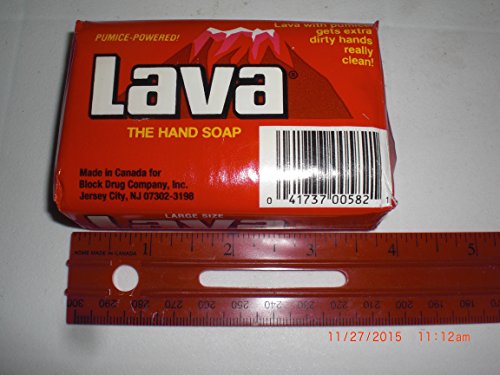 PUMICE-POWERED!
Lava with pumice
gets extra
dirty hands
really
clean!
Lava®
THE HAND SOAP
Made in Canada for
Block Drug Company, Inc.
Jersey City, NJ 07302-3198
0 41737 00582 1
LARGE SIZE
Lava
1 2 3 4 5
MADE IN CANADA
300 290 280 270 260 250 240 230 220 210 200 190 180
11/27/2015 11:12am